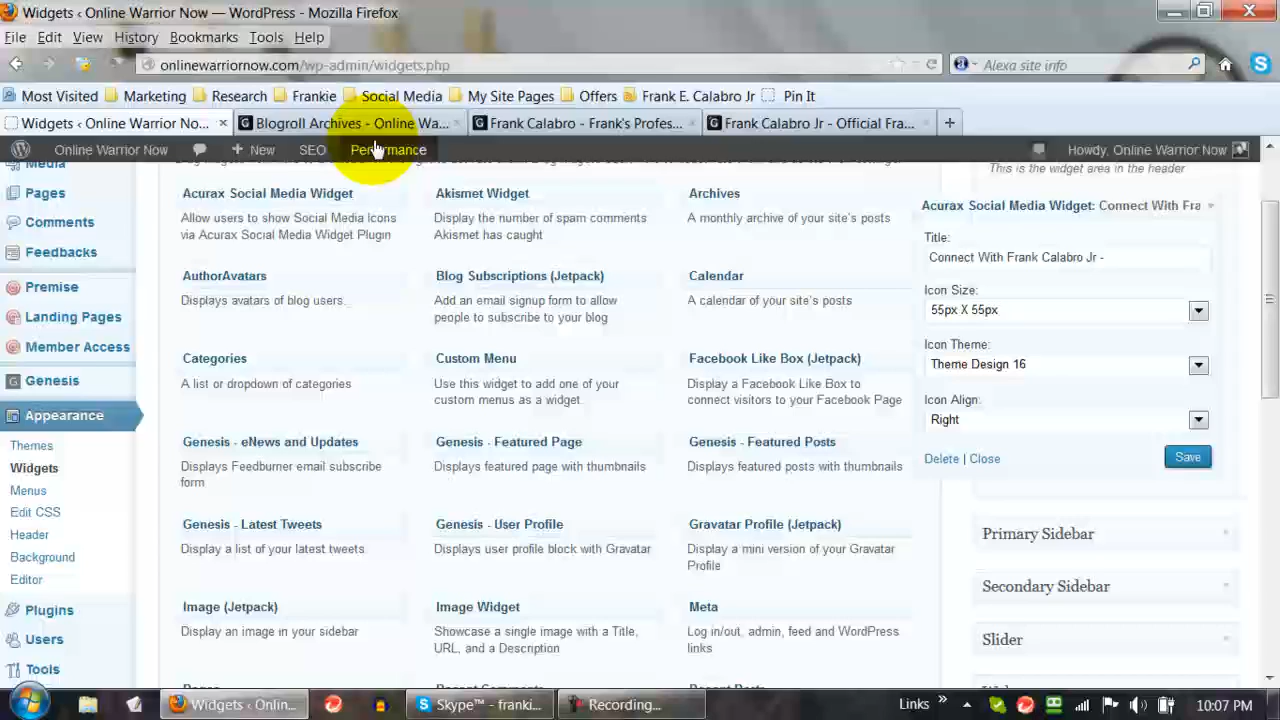 Widgets ‹ Online Warrior Now — WordPress - Mozilla Firefox
File Edit View History Bookmarks Tools Help
onlinewarriornow.com/wp-admin/widgets.php
Alexa site info
Most Visited Marketing Research Frankie Social Media My Site Pages Offers Frank E. Calabro Jr Pin It
Widgets ‹ Online Warrior No... Blogroll Archives - Online Wa... Frank Calabro - Frank's Profes... Frank Calabro Jr - Official Fra...
Online Warrior Now New SEO Performance Howdy, Online Warrior Now
Media
Pages
Comments
Feedbacks
Premise
Landing Pages
Member Access
Genesis
Appearance
Themes
Widgets
Menus
Edit CSS
Header
Background
Editor
Plugins
Users
Tools
Acurax Social Media Widget
Allow users to show Social Media Icons
via Acurax Social Media Widget Plugin
Akismet Widget
Display the number of spam comments
Akismet has caught
Archives
A monthly archive of your site's posts
AuthorAvatars
Displays avatars of blog users.
Blog Subscriptions (Jetpack)
Add an email signup form to allow
people to subscribe to your blog
Calendar
A calendar of your site's posts
Categories
A list or dropdown of categories
Custom Menu
Use this widget to add one of your
custom menus as a widget.
Facebook Like Box (Jetpack)
Display a Facebook Like Box to
connect visitors to your Facebook Page
Genesis - eNews and Updates
Displays Feedburner email subscribe
form
Genesis - Featured Page
Displays featured page with thumbnails
Genesis - Featured Posts
Displays featured posts with thumbnails
Genesis - Latest Tweets
Display a list of your latest tweets.
Genesis - User Profile
Displays user profile block with Gravatar
Gravatar Profile (Jetpack)
Display a mini version of your Gravatar
Profile
Image (Jetpack)
Display an image in your sidebar
Image Widget
Showcase a single image with a Title,
URL, and a Description
Meta
Log in/out, admin, feed and WordPress
links
This is the widget area in the header
Acurax Social Media Widget: Connect With Fra
Title:
Connect With Frank Calabro Jr -
Icon Size:
55px X 55px
Icon Theme:
Theme Design 16
Icon Align:
Right
Delete | Close Save
Primary Sidebar
Secondary Sidebar
Slider
Widgets ‹ Onlin... Skype™ - franki... Recording... Links 10:07 PM